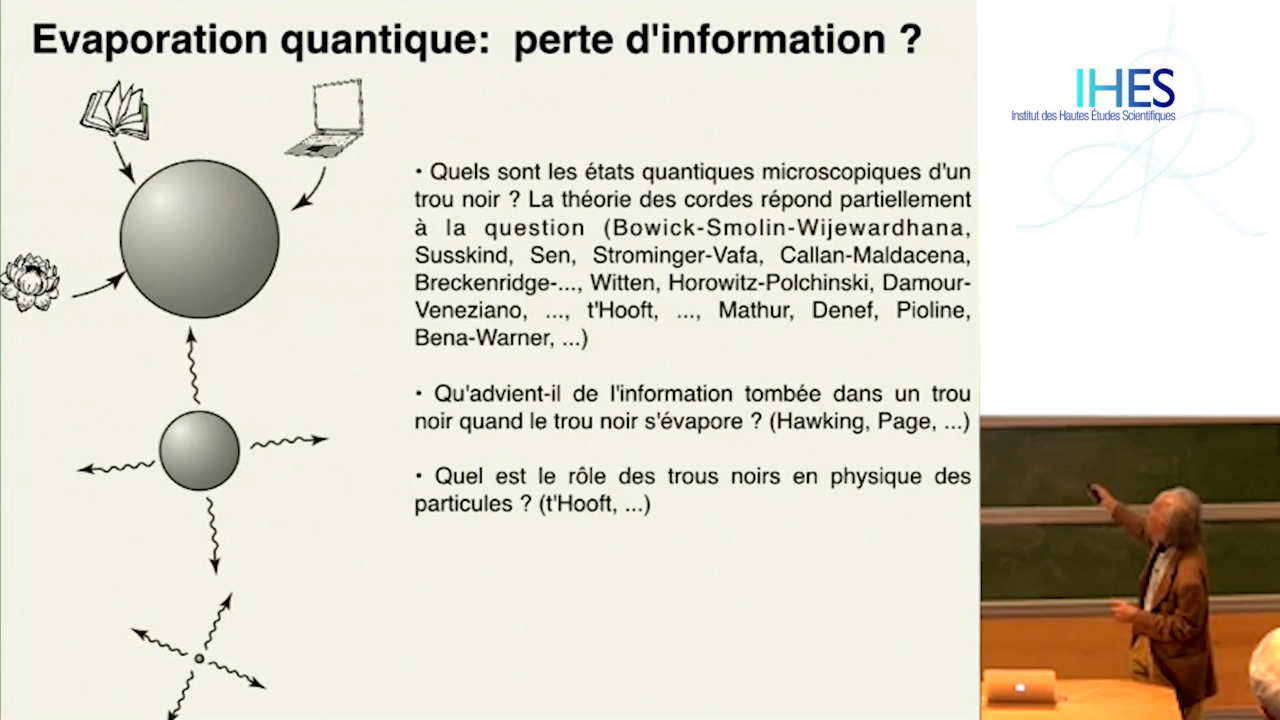 Evaporation quantique: perte d'information ?
IHES
Institut des Hautes Études Scientifiques
• Quels sont les états quantiques microscopiques d'un
trou noir ? La théorie des cordes répond partiellement
à la question (Bowick-Smolin-Wijewardhana,
Susskind, Sen, Strominger-Vafa, Callan-Maldacena,
Breckenridge-..., Witten, Horowitz-Polchinski, Damour-
Veneziano, ..., t'Hooft, ..., Mathur, Denef, Pioline,
Bena-Warner, ...)
• Qu'advient-il de l'information tombée dans un trou
noir quand le trou noir s'évapore ? (Hawking, Page, ...)
• Quel est le rôle des trous noirs en physique des
particules ? (t'Hooft, ...)